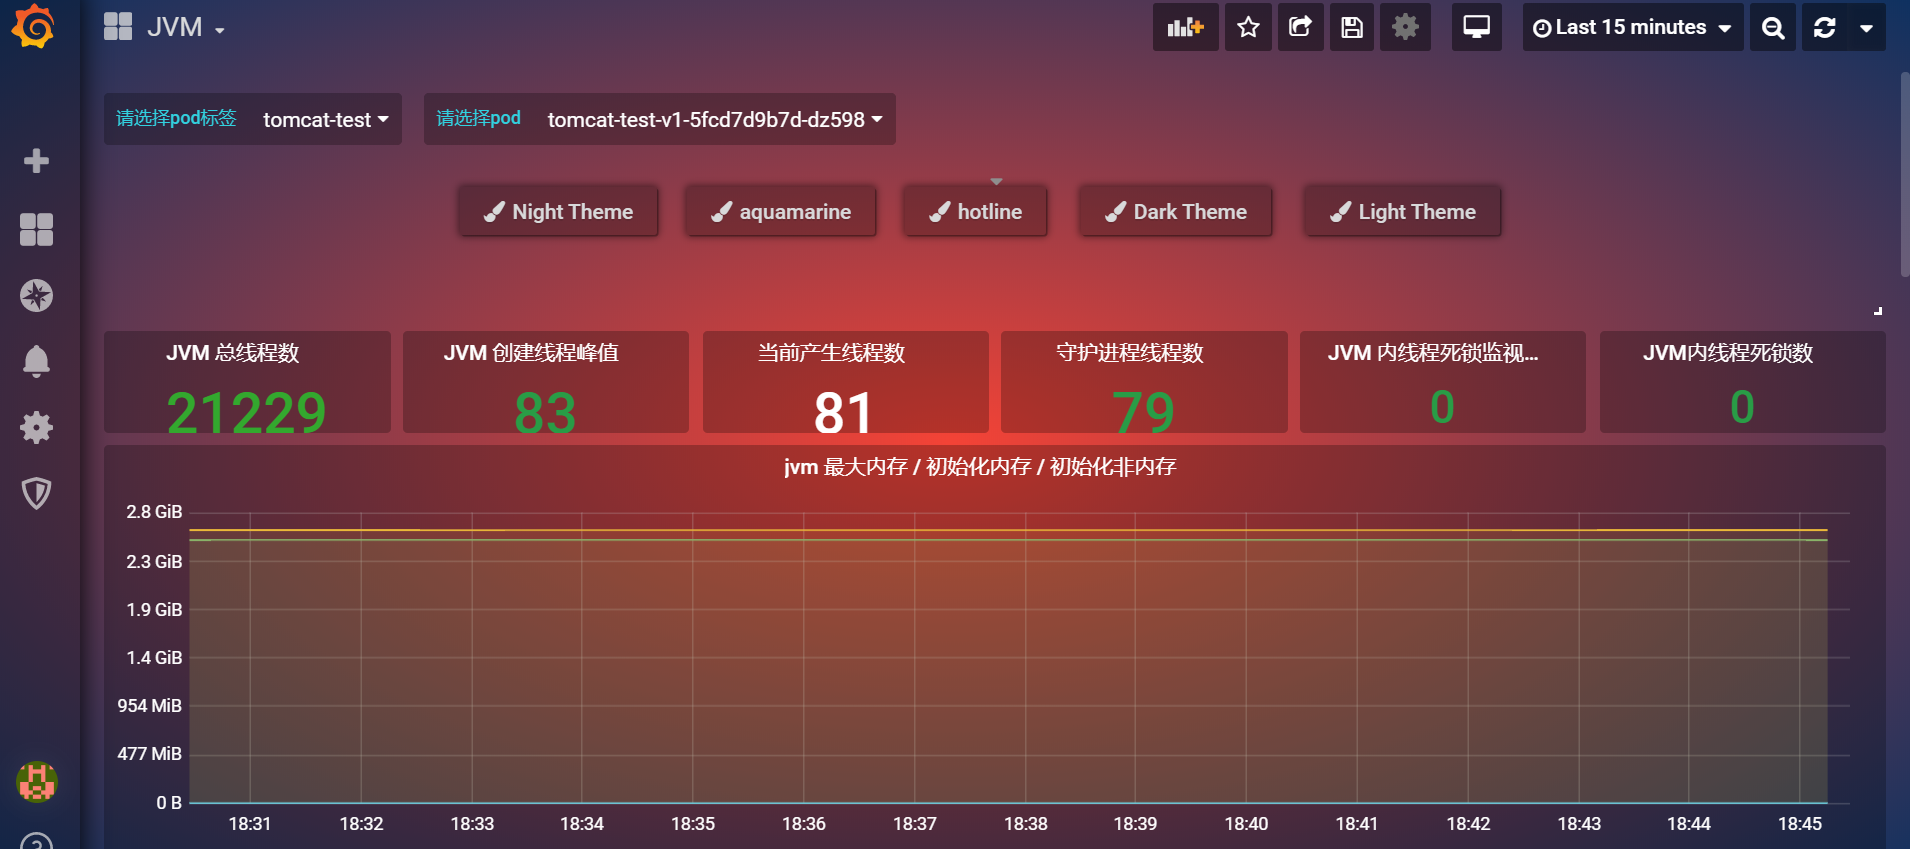 JVM
Last 15 minutes
请选择pod标签 tomcat-test
请选择pod tomcat-test-v1-5fcd7d9b7d-dz598
Night Theme
aquamarine
hotline
Dark Theme
Light Theme
JVM 总线程数
21229
JVM 创建线程峰值
83
当前产生线程数
81
守护进程线程数
79
JVM 内线程死锁监视...
0
JVM内线程死锁数
0
jvm 最大内存 / 初始化内存 / 初始化非内存
2.8 GiB
2.3 GiB
1.9 GiB
1.4 GiB
954 MiB
477 MiB
0 B
18:31 18:32 18:33 18:34 18:35 18:36 18:37 18:38 18:39 18:40 18:41 18:42 18:43 18:44 18:45